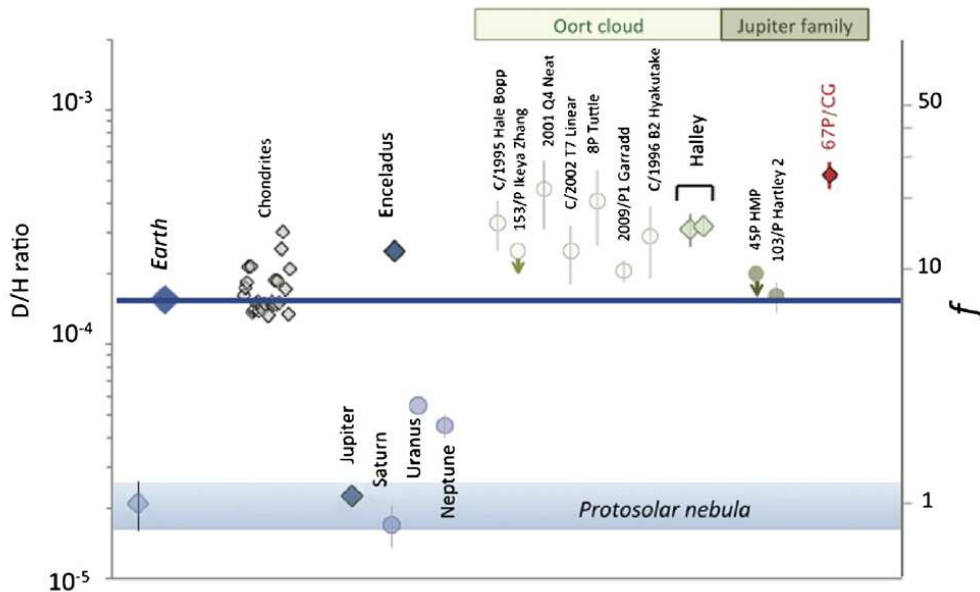 Oort cloud
Jupiter family
10-3
10-4
10-5
D/H ratio
Earth
Chondrites
Enceladus
C/1995 Hale Bopp
153/P Ikeya Zhang
2001 Q4 Neat
C/2002 T7 Linear
8P Tuttle
2009/P1 Garradd
C/1996 B2 Hyakutake
Halley
45P HMP
103/P Hartley 2
67P/CG
50
10
1
f
Jupiter
Saturn
Uranus
Neptune
Protosolar nebula